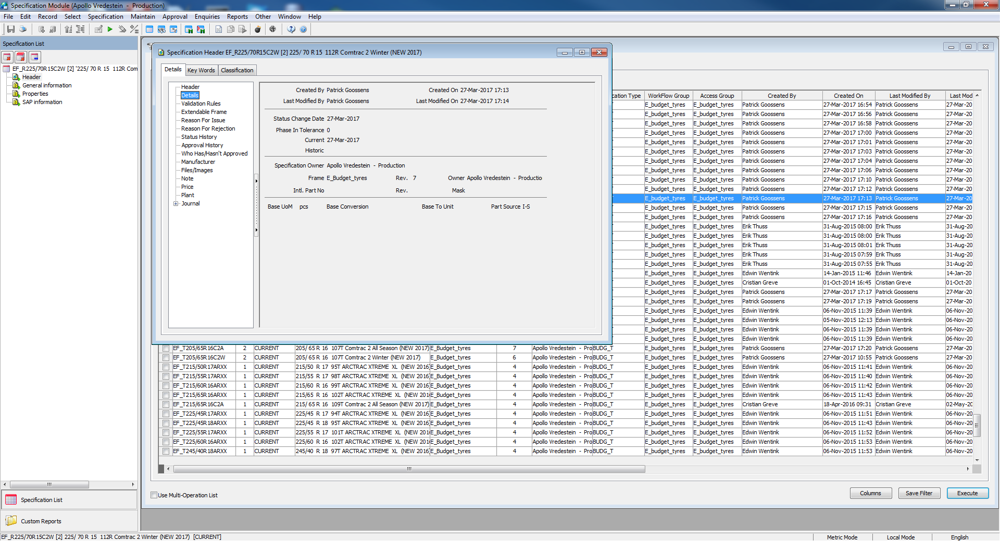 Specification Module (Apollo Vredestein  -  Production)
File Edit Record Select Specification Maintain Approval Enquiries Reports Other Window Help
Specification List
EF_R225/70R15C2W [2] '225/ 70 R 15  112R Com
Header
General information
Properties
SAP information
Specification List
Custom Reports
Specification Header EF_R225/70R15C2W [2] 225/ 70 R 15  112R Comtrac 2 Winter (NEW 2017)
Details Key Words Classification
Header
Details
Validation Rules
Extendable Frame
Reason For Issue
Reason For Rejection
Status History
Approval History
Who Has/Hasn't Approved
Manufacturer
Files/Images
Note
Price
Plant
Journal
Created By Patrick Goossens Created On 27-Mar-2017 17:13
Last Modified By Patrick Goossens Last Modified On 27-Mar-2017 17:14
Status Change Date 27-Mar-2017
Phase In Tolerance 0
Current 27-Mar-2017
Historic
Specification Owner Apollo Vredestein  -  Production
Frame E_Budget_tyres Rev. 7 Owner Apollo Vredestein  -  Productio
Intl. Part No Rev. Mask
Base UoM pcs Base Conversion Base To Unit Part Source I-S
cation Type WorkFlow Group Access Group Created By Created On Last Modified By Last Mod
E_budget_tyres E_budget_tyres Patrick Goossens 27-Mar-2017 16:54 Patrick Goossens 27-Mar-20
E_budget_tyres E_budget_tyres Patrick Goossens 27-Mar-2017 16:56 Patrick Goossens 27-Mar-20
E_budget_tyres E_budget_tyres Patrick Goossens 27-Mar-2017 16:58 Patrick Goossens 27-Mar-20
E_budget_tyres E_budget_tyres Patrick Goossens 27-Mar-2017 17:00 Patrick Goossens 27-Mar-20
E_budget_tyres E_budget_tyres Patrick Goossens 27-Mar-2017 17:01 Patrick Goossens 27-Mar-20
E_budget_tyres E_budget_tyres Patrick Goossens 27-Mar-2017 17:03 Patrick Goossens 27-Mar-20
E_budget_tyres E_budget_tyres Patrick Goossens 27-Mar-2017 17:04 Patrick Goossens 27-Mar-20
E_budget_tyres E_budget_tyres Patrick Goossens 27-Mar-2017 17:06 Patrick Goossens 27-Mar-20
E_budget_tyres E_budget_tyres Patrick Goossens 27-Mar-2017 17:10 Patrick Goossens 27-Mar-20
E_budget_tyres E_budget_tyres Patrick Goossens 27-Mar-2017 17:12 Patrick Goossens 27-Mar-20
E_budget_tyres E_budget_tyres Patrick Goossens 27-Mar-2017 17:13 Patrick Goossens 27-Mar-20
E_budget_tyres E_budget_tyres Patrick Goossens 27-Mar-2017 17:15 Patrick Goossens 27-Mar-20
E_budget_tyres E_budget_tyres Patrick Goossens 27-Mar-2017 17:16 Patrick Goossens 27-Mar-20
E_budget_tyres E_budget_tyres Erik Thuss 31-Aug-2015 08:00 Erik Thuss 31-Aug-20
E_budget_tyres E_budget_tyres Erik Thuss 31-Aug-2015 08:00 Erik Thuss 31-Aug-20
E_budget_tyres E_budget_tyres Erik Thuss 31-Aug-2015 08:01 Erik Thuss 31-Aug-20
E_budget_tyres E_budget_tyres Erik Thuss 31-Aug-2015 07:59 Erik Thuss 31-Aug-20
E_budget_tyres E_budget_tyres Erik Thuss 31-Aug-2015 07:55 Erik Thuss 31-Aug-20
E_budget_tyres E_budget_tyres Edwin Wentink 14-Jan-2015 11:46 Edwin Wentink 14-Jan-20
E_budget_tyres E_budget_tyres Cristian Greve 01-Oct-2014 16:45 Cristian Greve 01-Oct-20
E_budget_tyres E_budget_tyres Patrick Goossens 27-Mar-2017 17:17 Patrick Goossens 27-Mar-20
E_budget_tyres E_budget_tyres Patrick Goossens 27-Mar-2017 17:19 Patrick Goossens 27-Mar-20
E_budget_tyres E_budget_tyres Edwin Wentink 06-Nov-2015 11:39 Edwin Wentink 06-Nov-20
E_budget_tyres E_budget_tyres Edwin Wentink 05-Nov-2015 12:13 Edwin Wentink 06-Nov-20
E_budget_tyres E_budget_tyres Edwin Wentink 06-Nov-2015 11:39 Edwin Wentink 06-Nov-20
E_budget_tyres E_budget_tyres Edwin Wentink 06-Nov-2015 11:39 Edwin Wentink 06-Nov-20
EF_T205/65R16C2A 2 CURRENT 205/ 65 R 16  107T Comtrac 2 All Season (NEW 2017) E_Budget_tyres 7 Apollo Vredestein  - Pro BUDG_T E_budget_tyres E_budget_tyres Patrick Goossens 27-Mar-2017 17:20 Patrick Goossens 27-Mar-20
EF_T205/65R16C2W 2 CURRENT 205/ 65 R 16  107T Comtrac 2 Winter (NEW 2017) E_Budget_tyres 6 Apollo Vredestein  - Pro BUDG_T E_budget_tyres E_budget_tyres Patrick Goossens 27-Mar-2017 10:55 Patrick Goossens 27-Mar-20
EF_T215/50R17ARXX 1 CURRENT 215/50  R 17  95T ARCTRAC XTREME  XL  (NEW 2016) E_Budget_tyres 4 Apollo Vredestein  - Pro BUDG_T E_budget_tyres E_budget_tyres Edwin Wentink 06-Nov-2015 11:41 Edwin Wentink 06-Nov-20
EF_T215/55R17ARXX 1 CURRENT 215/55  R 17  98T ARCTRAC XTREME  XL  (NEW 2016) E_Budget_tyres 4 Apollo Vredestein  - Pro BUDG_T E_budget_tyres E_budget_tyres Edwin Wentink 06-Nov-2015 11:40 Edwin Wentink 06-Nov-20
EF_T215/60R16ARXX 1 CURRENT 215/60  R 16  99T ARCTRAC XTREME  XL  (NEW 2016) E_Budget_tyres 4 Apollo Vredestein  - Pro BUDG_T E_budget_tyres E_budget_tyres Edwin Wentink 06-Nov-2015 11:42 Edwin Wentink 06-Nov-20
EF_T215/65R16ARXX 1 CURRENT 215/65  R 16  102T ARCTRAC XTREME  XL  (NEW 201 E_Budget_tyres 4 Apollo Vredestein  - Pro BUDG_T E_budget_tyres E_budget_tyres Edwin Wentink 06-Nov-2015 11:43 Edwin Wentink 06-Nov-20
EF_T215/65R16C2A 1 CURRENT 215/ 65 R 16  109T Comtrac 2 All Season (NEW 2017) E_Budget_tyres 4 Apollo Vredestein  - Pro BUDG_T E_budget_tyres E_budget_tyres Cristian Greve 18-Apr-2016 09:31 Cristian Greve 02-May-20
EF_T225/45R17ARXX 1 CURRENT 225/45  R 17  94T ARCTRAC XTREME  XL  (NEW 2016) E_Budget_tyres 4 Apollo Vredestein  - Pro BUDG_T E_budget_tyres E_budget_tyres Edwin Wentink 06-Nov-2015 11:51 Edwin Wentink 06-Nov-20
EF_T225/45R18ARXX 1 CURRENT 225/45  R 18  95T ARCTRAC XTREME  XL  (NEW 2016) E_Budget_tyres 4 Apollo Vredestein  - Pro BUDG_T E_budget_tyres E_budget_tyres Edwin Wentink 06-Nov-2015 11:43 Edwin Wentink 06-Nov-20
EF_T225/55R17ARXX 1 CURRENT 225/55  R 17  101T ARCTRAC XTREME  XL  (NEW 201 E_Budget_tyres 4 Apollo Vredestein  - Pro BUDG_T E_budget_tyres E_budget_tyres Edwin Wentink 06-Nov-2015 11:52 Edwin Wentink 06-Nov-20
EF_T225/60R16ARXX 1 CURRENT 225/60  R 16  102T ARCTRAC XTREME  XL  (NEW 201 E_Budget_tyres 4 Apollo Vredestein  - Pro BUDG_T E_budget_tyres E_budget_tyres Edwin Wentink 06-Nov-2015 11:53 Edwin Wentink 06-Nov-20
EF_T245/40R18ARXX 1 CURRENT 245/40  R 18  97T ARCTRAC XTREME  XL  (NEW 2016) E_Budget_tyres 4 Apollo Vredestein  - Pro BUDG_T E_budget_tyres E_budget_tyres Edwin Wentink 06-Nov-2015 11:53 Edwin Wentink 06-Nov-20
Use Multi-Operation List Columns Save Filter Execute
EF_R225/70R15C2W [2] 225/ 70 R 15  112R Comtrac 2 Winter (NEW 2017)  [CURRENT] Metric Mode Local Mode English